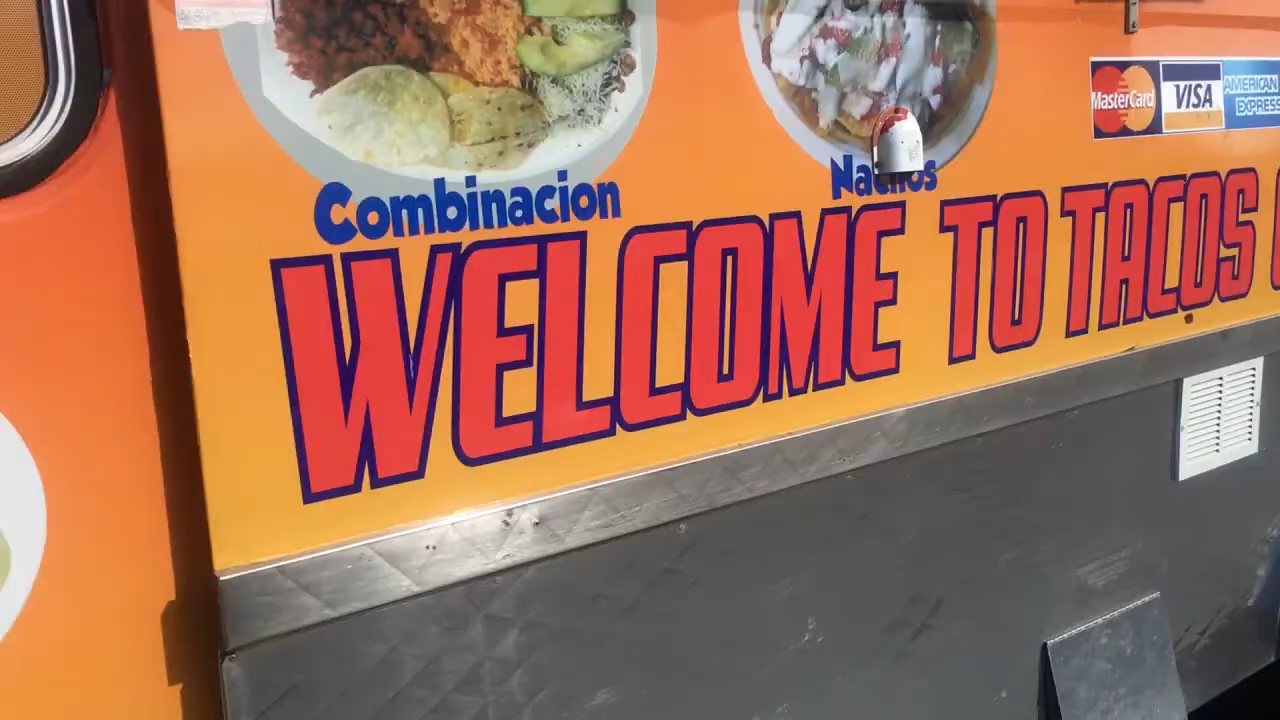 MasterCard
VISA
AMERICAN
EXPRESS
Combinacion
Nachos
WELCOME TO TACOS